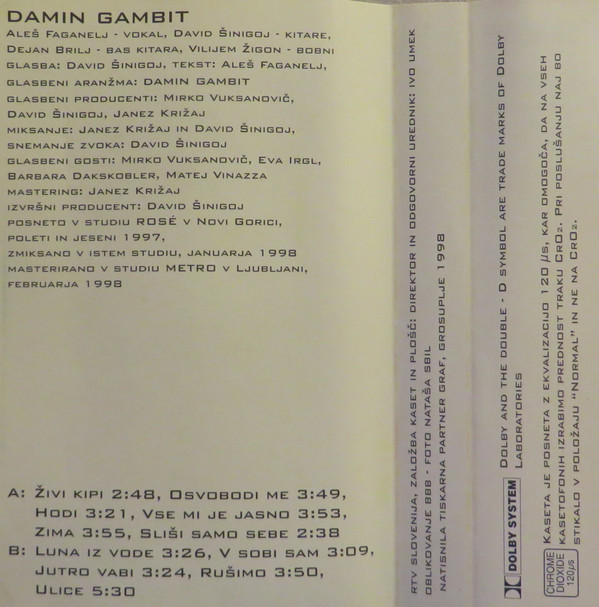 DAMIN GAMBIT
Aleš Faganelj - vokal, David Šinigoj - kitare,
Dejan Brilj - bas kitara, Vilijem Žigon - bobni
glasba: David Šinigoj, tekst: Aleš Faganelj,
glasbeni aranžma: DAMIN GAMBIT
glasbeni producenti: Mirko Vuksanovič,
David Šinigoj, Janez Križaj
miksanje: Janez Križaj in David Šinigoj,
snemanje zvoka: David Šinigoj
glasbeni gosti: Mirko Vuksanovič, Eva Irgl,
Barbara Dakskobler, Matej Vinazza
mastering: Janez Križaj
izvršni producent: David Šinigoj
posneto v studiu ROSÉ v Novi Gorici,
poleti in jeseni 1997,
zmiksano v istem studiu, januarja 1998
masterirano v studiu METRO v Ljubljani,
februarja 1998
A: Živi kipi 2:48, Osvobodi me 3:49,
Hodi 3:21, Vse mi je jasno 3:53,
Zima 3:55, Sliši samo sebe 2:38
B: Luna iz vode 3:26, V sobi sam 3:09,
Jutro vabi 3:24, Rušimo 3:50,
Ulice 5:30
RTV SLOVENIJA, ZALOŽBA KASET IN PLOŠČ: DIREKTOR IN ODGOVORNI UREDNIK: IVO UMEK
OBLIKOVANJE BBB - FOTO NATAŠA SBIL
NATISNILA TISKARNA PARTNER GRAF, GROSUPLJE 1998
DOLBY SYSTEM
Dolby and the double - D symbol are trade marks of Dolby
Laboratories
CHROME
DIOXIDE
120µs
Kaseta je posneta z ekvalizacijo 120 µs, kar omogoča, da na vseh
kasetofonih izrabimo prednost traku CrO₂. Pri poslušanju naj bo
stikalo v položaju "Normal" in ne na CrO₂.